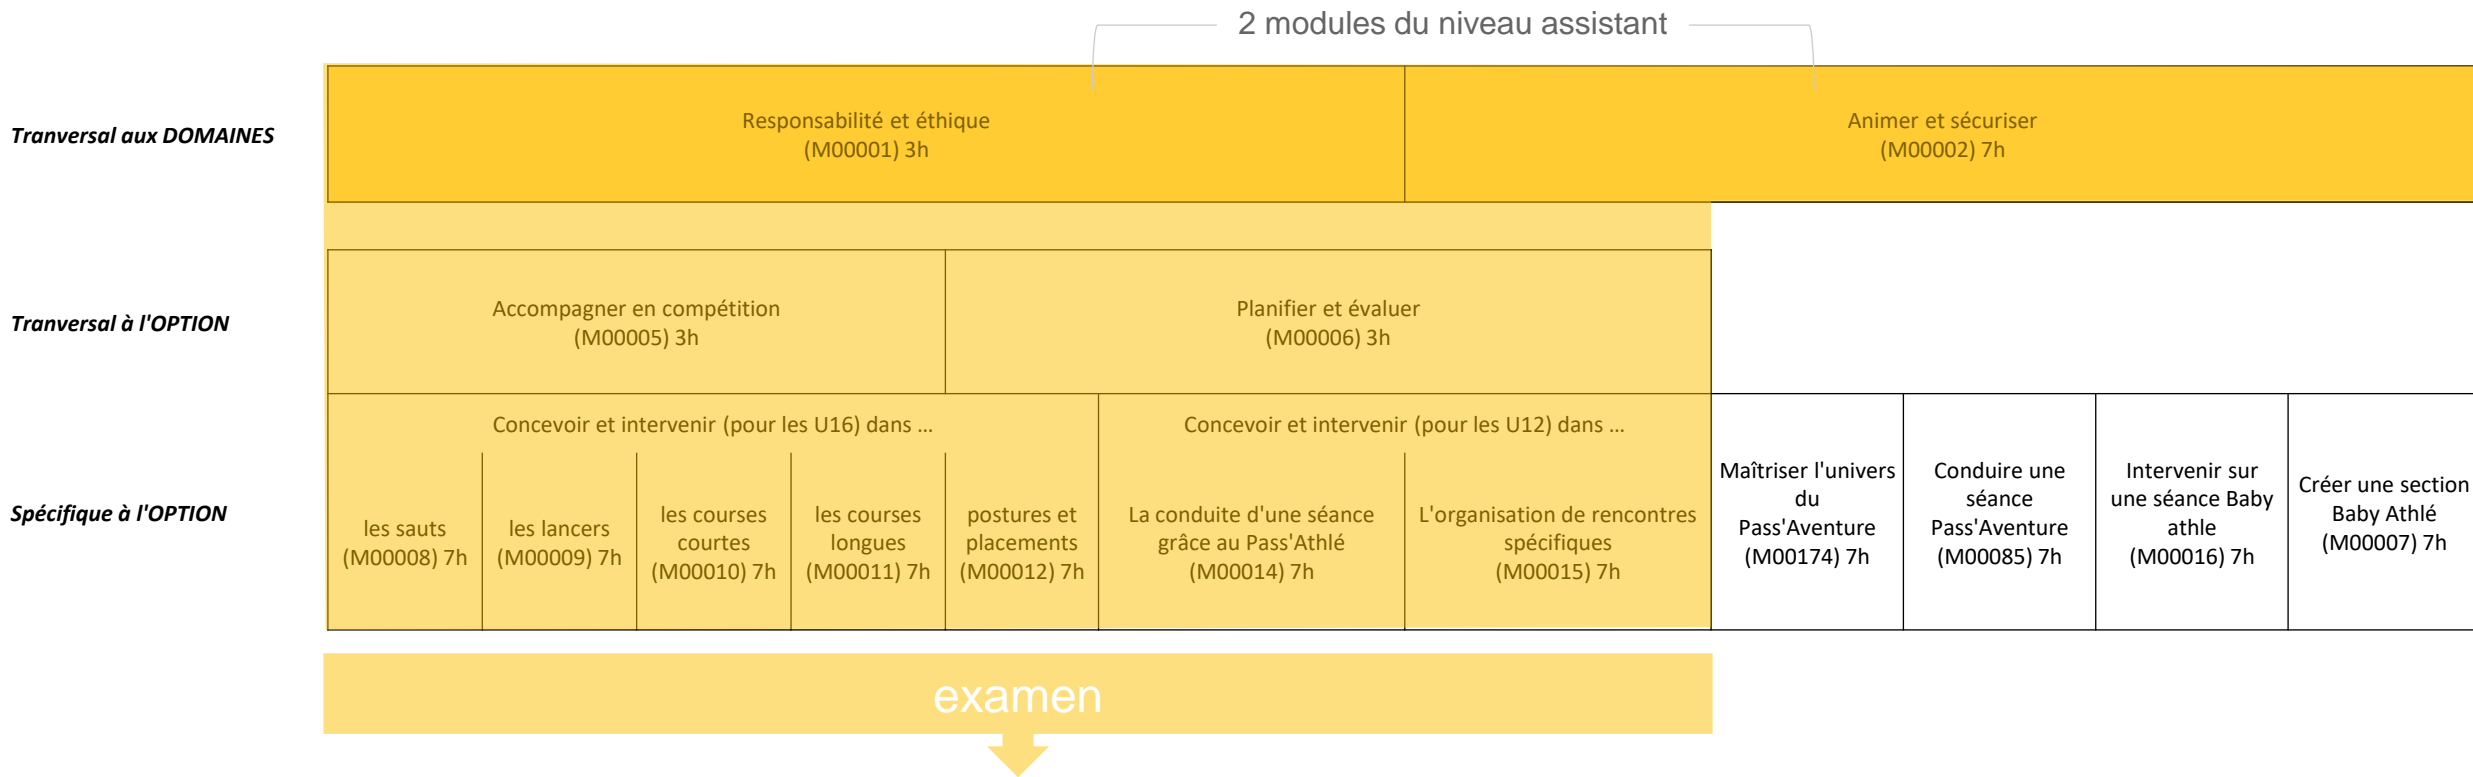 2 modules du niveau assistant
Tranversal aux DOMAINES
Responsabilité et éthique
(M00001) 3h
Animer et sécuriser
(M00002) 7h
Tranversal à l'OPTION
Accompagner en compétition
(M00005) 3h
Planifier et évaluer
(M00006) 3h
Spécifique à l'OPTION
Concevoir et intervenir (pour les U16) dans ...
les sauts
(M00008) 7h
les lancers
(M00009) 7h
les courses
courtes
(M00010) 7h
les courses
longues
(M00011) 7h
postures et
placements
(M00012) 7h
Concevoir et intervenir (pour les U12) dans ...
La conduite d'une séance
grâce au Pass'Athlé
(M00014) 7h
L'organisation de rencontres
spécifiques
(M00015) 7h
Maîtriser l'univers
du
Pass'Aventure
(M00174) 7h
Conduire une
séance
Pass'Aventure
(M00085) 7h
Intervenir sur
une séance Baby
athle
(M00016) 7h
Créer une section
Baby Athlé
(M00007) 7h
examen